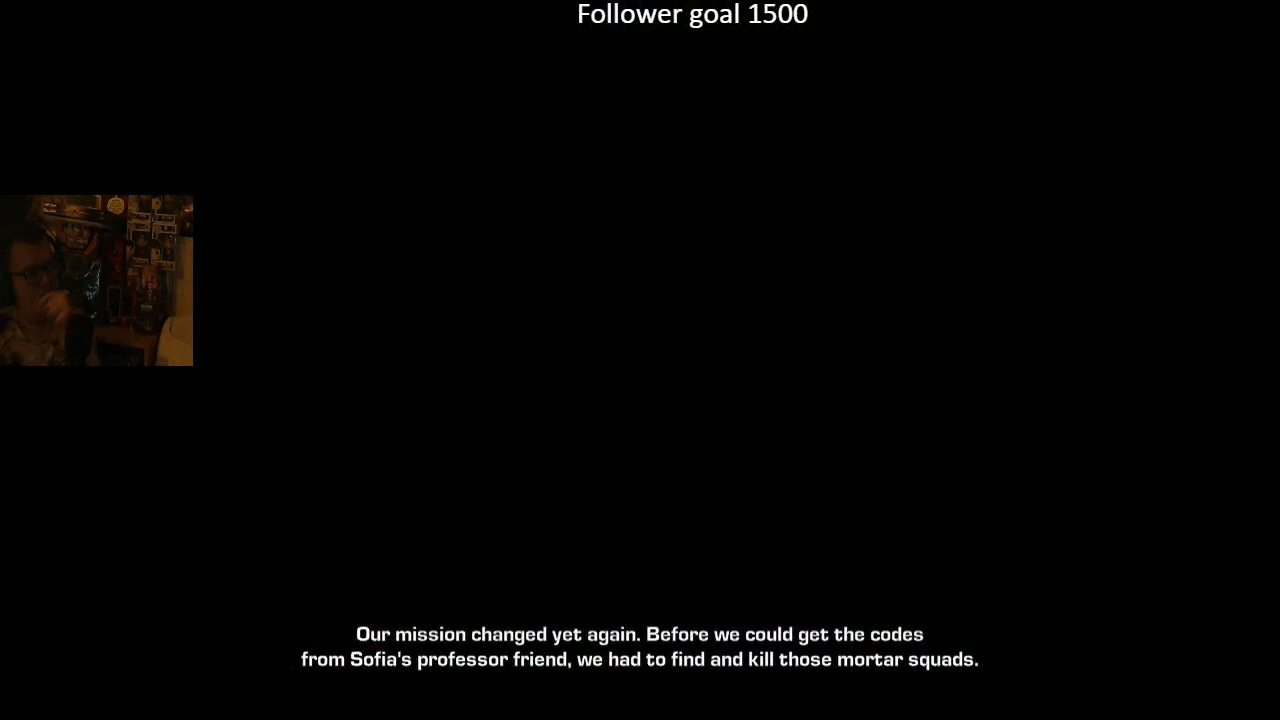 Follower goal 1500
Our mission changed yet again. Before we could get the codes
from Sofia's professor friend, we had to find and kill those mortar squads.